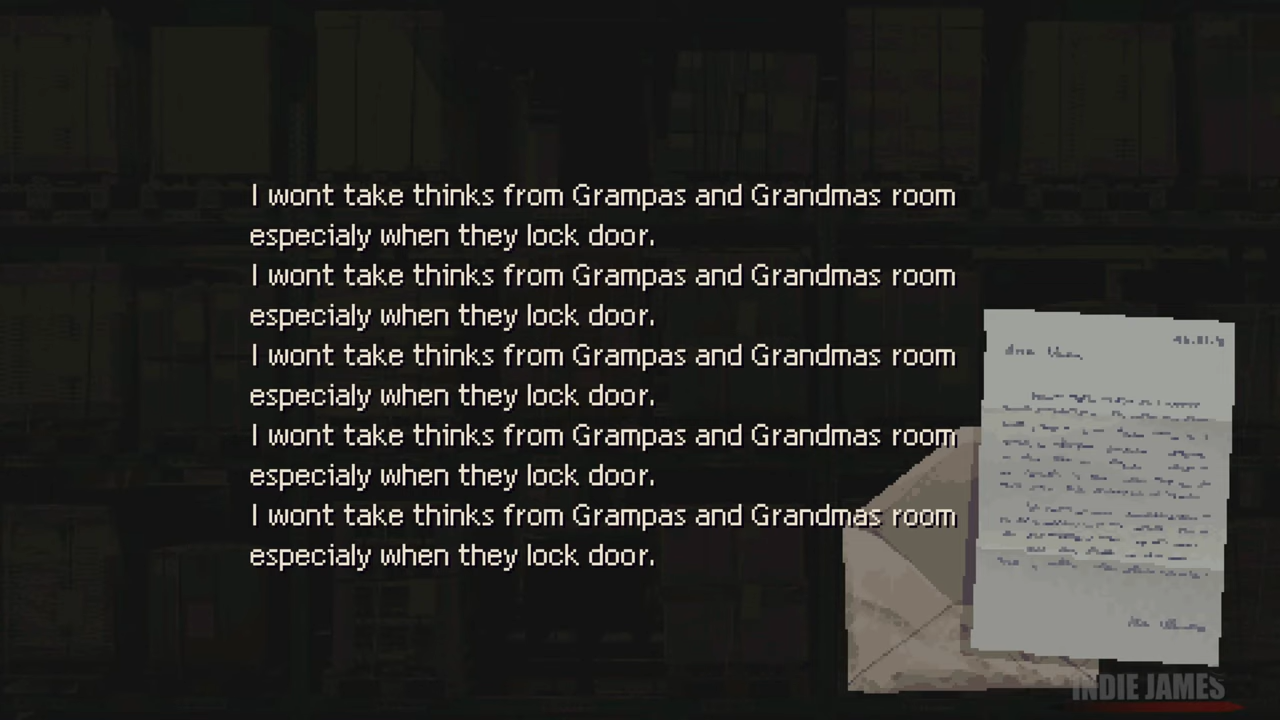 I wont take thinks from Grampas and Grandmas room
especialy when they lock door.
I wont take thinks from Grampas and Grandmas room
especialy when they lock door.
I wont take thinks from Grampas and Grandmas room
especialy when they lock door.
I wont take thinks from Grampas and Grandmas room
especialy when they lock door.
I wont take thinks from Grampas and Grandmas room
especialy when they lock door.
INDIE JAMES